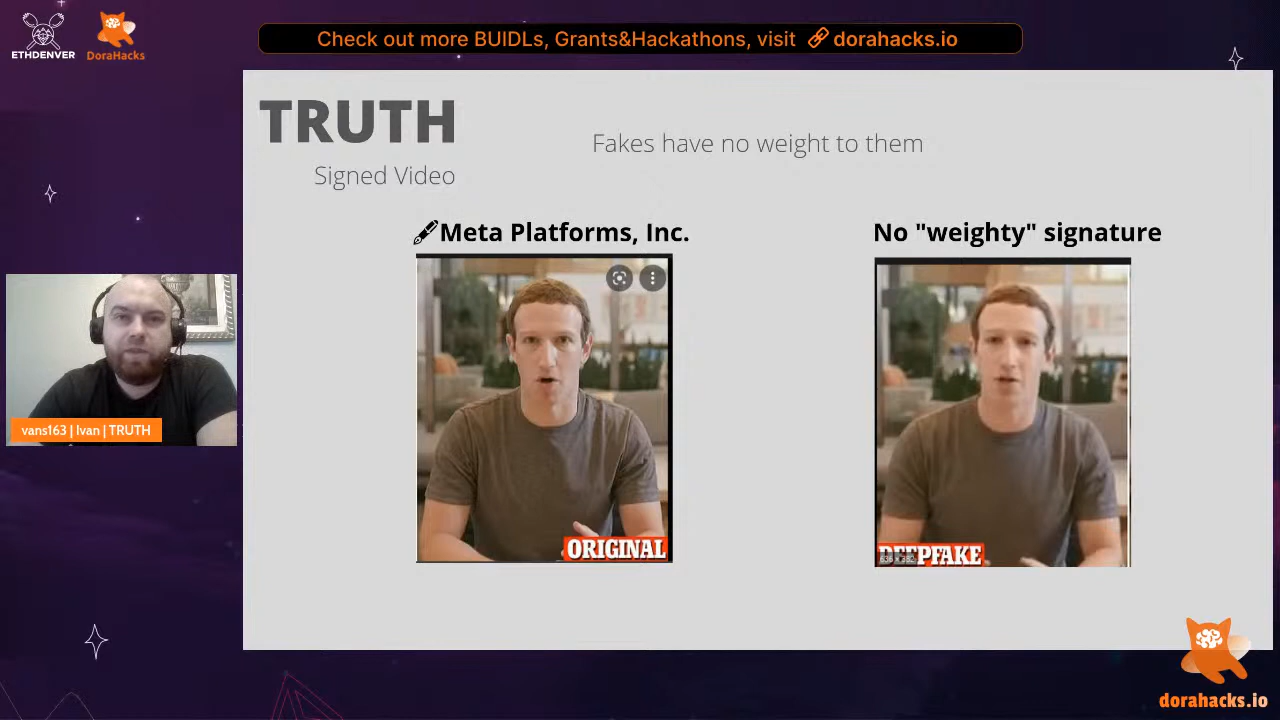 ETHDENVER
DoraHacks
Check out more BUIDLs, Grants&Hackathons, visit dorahacks.io
TRUTH
Signed Video
Fakes have no weight to them
Meta Platforms, Inc.
No "weighty" signature
ORIGINAL
DEEPFAKE
vans163 | Ivan | TRUTH
dorahacks.io